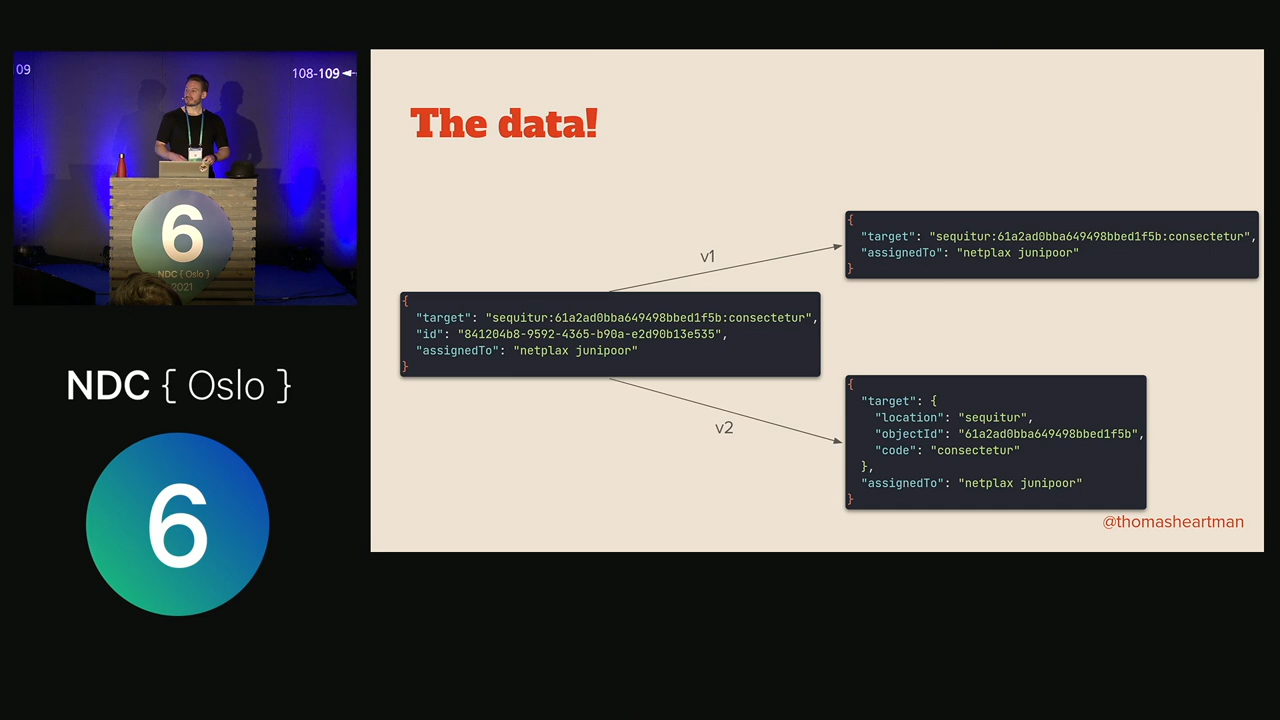 09
108-109
6
NDC { Oslo }
2021
NDC { Oslo }
6
The data!
v1
{
"target": "sequitur:61a2ad0bba649498bbed1f5b:consectetur",
"assignedTo": "netplax junipoor"
}
{
"target": "sequitur:61a2ad0bba649498bbed1f5b:consectetur",
"id": "841204b8-9592-4365-b90a-e2d90b13e535",
"assignedTo": "netplax junipoor"
}
v2
{
"target": {
"location": "sequitur",
"objectId": "61a2ad0bba649498bbed1f5b",
"code": "consectetur"
},
"assignedTo": "netplax junipoor"
}
@thomasheartman